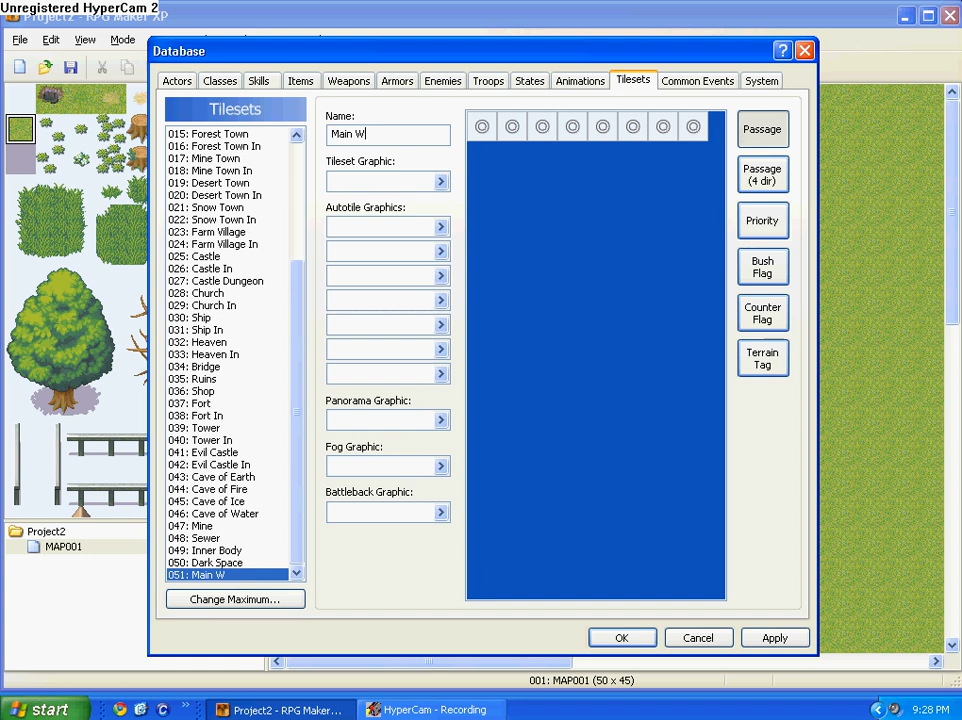 Unregistered HyperCam 2
Project2 - RPG Maker XP
File Edit View Mode
Database
Actors Classes Skills Items Weapons Armors Enemies Troops States Animations Tilesets Common Events System
Tilesets
015: Forest Town
016: Forest Town In
017: Mine Town
018: Mine Town In
019: Desert Town
020: Desert Town In
021: Snow Town
022: Snow Town In
023: Farm Village
024: Farm Village In
025: Castle
026: Castle In
027: Castle Dungeon
028: Church
029: Church In
030: Ship
031: Ship In
032: Heaven
033: Heaven In
034: Bridge
035: Ruins
036: Shop
037: Fort
038: Fort In
039: Tower
040: Tower In
041: Evil Castle
042: Evil Castle In
043: Cave of Earth
044: Cave of Fire
045: Cave of Ice
046: Cave of Water
047: Mine
048: Sewer
049: Inner Body
050: Dark Space
051: Main W
Change Maximum...
Name:
Main W
Tileset Graphic:
Autotile Graphics:
Panorama Graphic:
Fog Graphic:
Battleback Graphic:
Passage
Passage
(4 dir)
Priority
Bush
Flag
Counter
Flag
Terrain
Tag
OK Cancel Apply
Project2
MAP001
001: MAP001 (50 x 45)
start
Project2 - RPG Maker...
HyperCam - Recording
9:28 PM